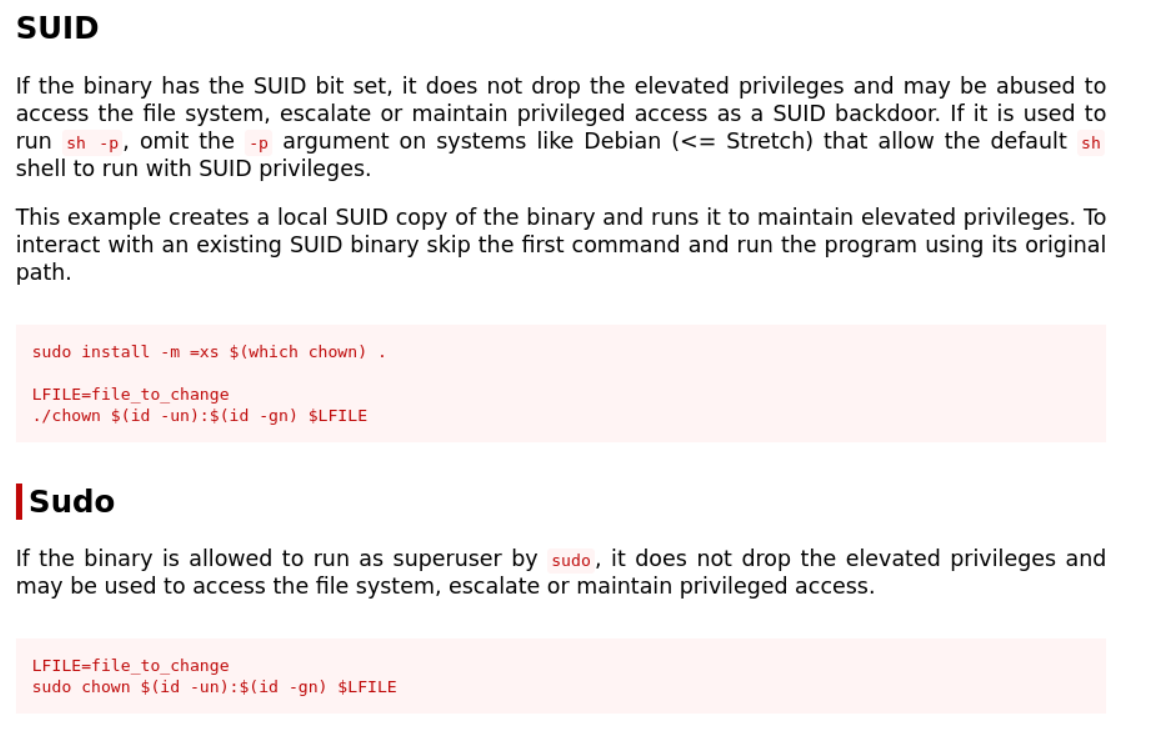 SUID
If the binary has the SUID bit set, it does not drop the elevated privileges and may be abused to
access the file system, escalate or maintain privileged access as a SUID backdoor. If it is used to
run sh -p, omit the -p argument on systems like Debian (<= Stretch) that allow the default sh
shell to run with SUID privileges.
This example creates a local SUID copy of the binary and runs it to maintain elevated privileges. To
interact with an existing SUID binary skip the first command and run the program using its original
path.
sudo install -m =xs $(which chown) .
LFILE=file_to_change
./chown $(id -un):$(id -gn) $LFILE
Sudo
If the binary is allowed to run as superuser by sudo, it does not drop the elevated privileges and
may be used to access the file system, escalate or maintain privileged access.
LFILE=file_to_change
sudo chown $(id -un):$(id -gn) $LFILE